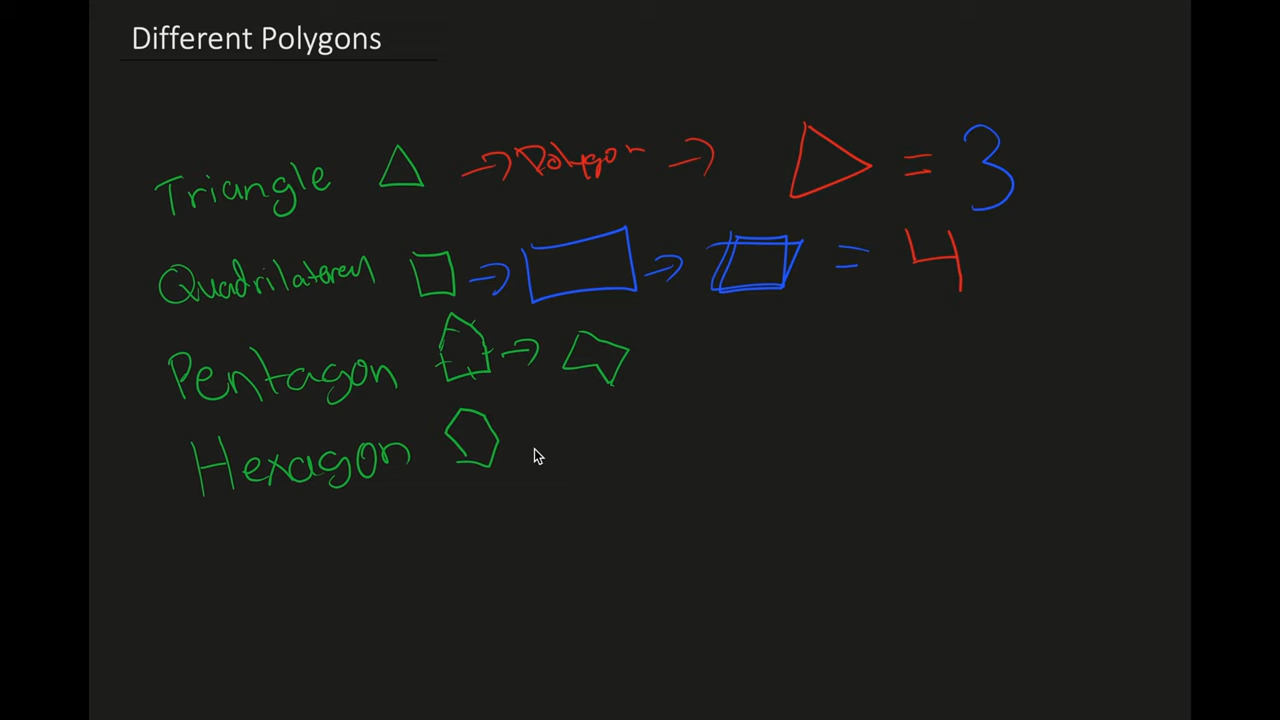 Different Polygons
Triangle → Polygon → = 3
Quadrilateral → → = 4
Pentagon →
Hexagon